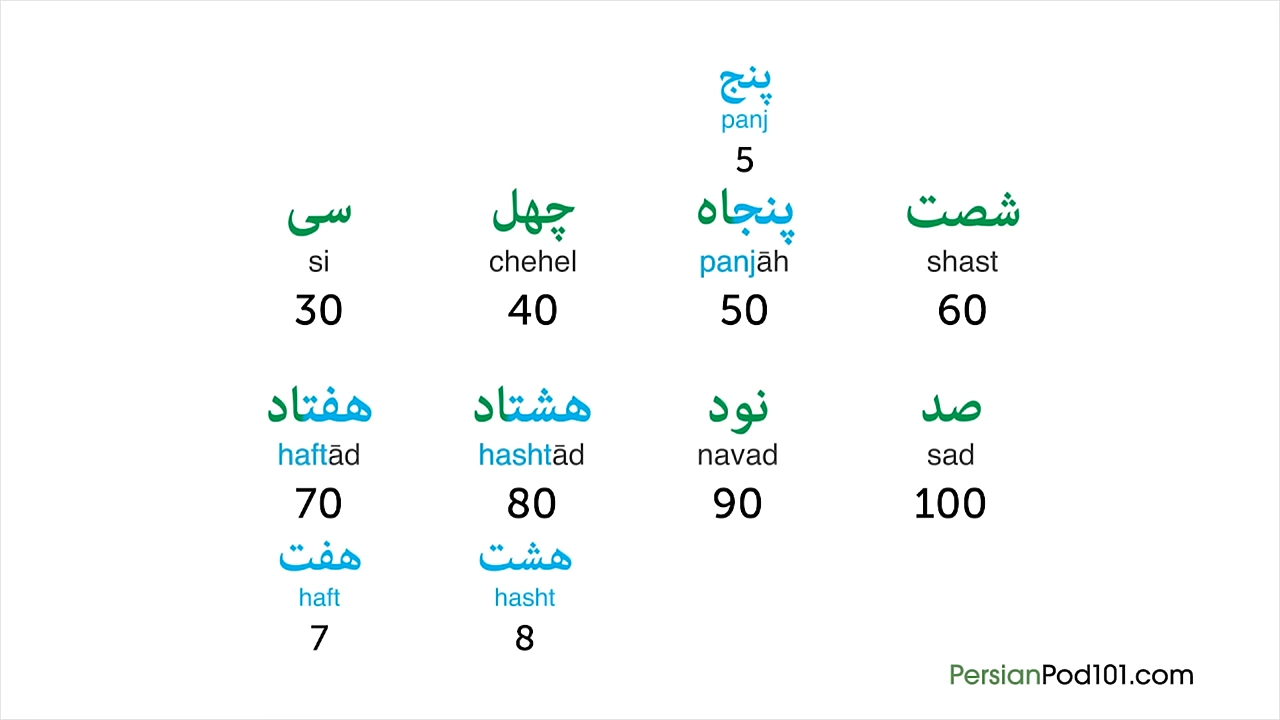 پنج
panj
5
سی چهل پنجاه شصت
si chehel panjāh shast
30 40 50 60
هفتاد هشتاد نود صد
haftād hashtād navad sad
70 80 90 100
هفت هشت
haft hasht
7 8
PersianPod101.com